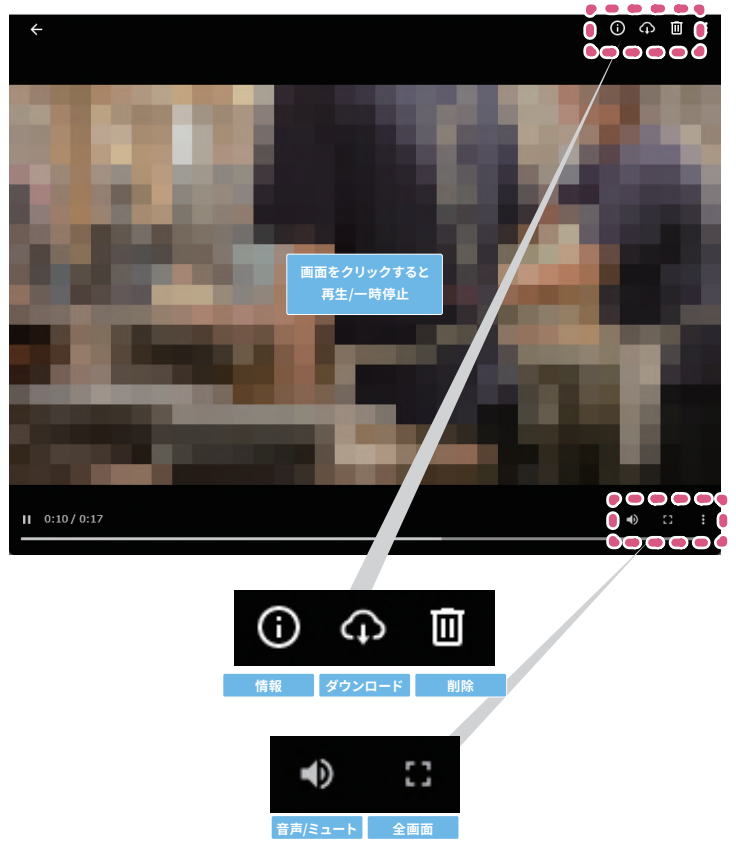 画面をクリックすると
再生/一時停止
0:10 / 0:17
情報
ダウンロード
削除
音声/ミュート
全画面